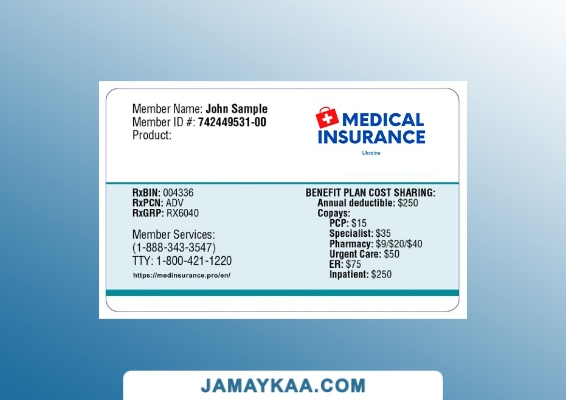 Member Name: John Sample
Member ID #: 742449531-00
Product:
MEDICAL
INSURANCE
Ukraine
RxBIN: 004336
RxPCN: ADV
RxGRP: RX6040
Member Services:
(1-888-343-3547)
TTY: 1-800-421-1220
https://medinsurance.pro/en/
BENEFIT PLAN COST SHARING:
Annual deductible: $250
Copays:
PCP: $15
Specialist: $35
Pharmacy: $9/$20/$40
Urgent Care: $50
ER: $75
Inpatient: $250
JAMAYKAA.COM